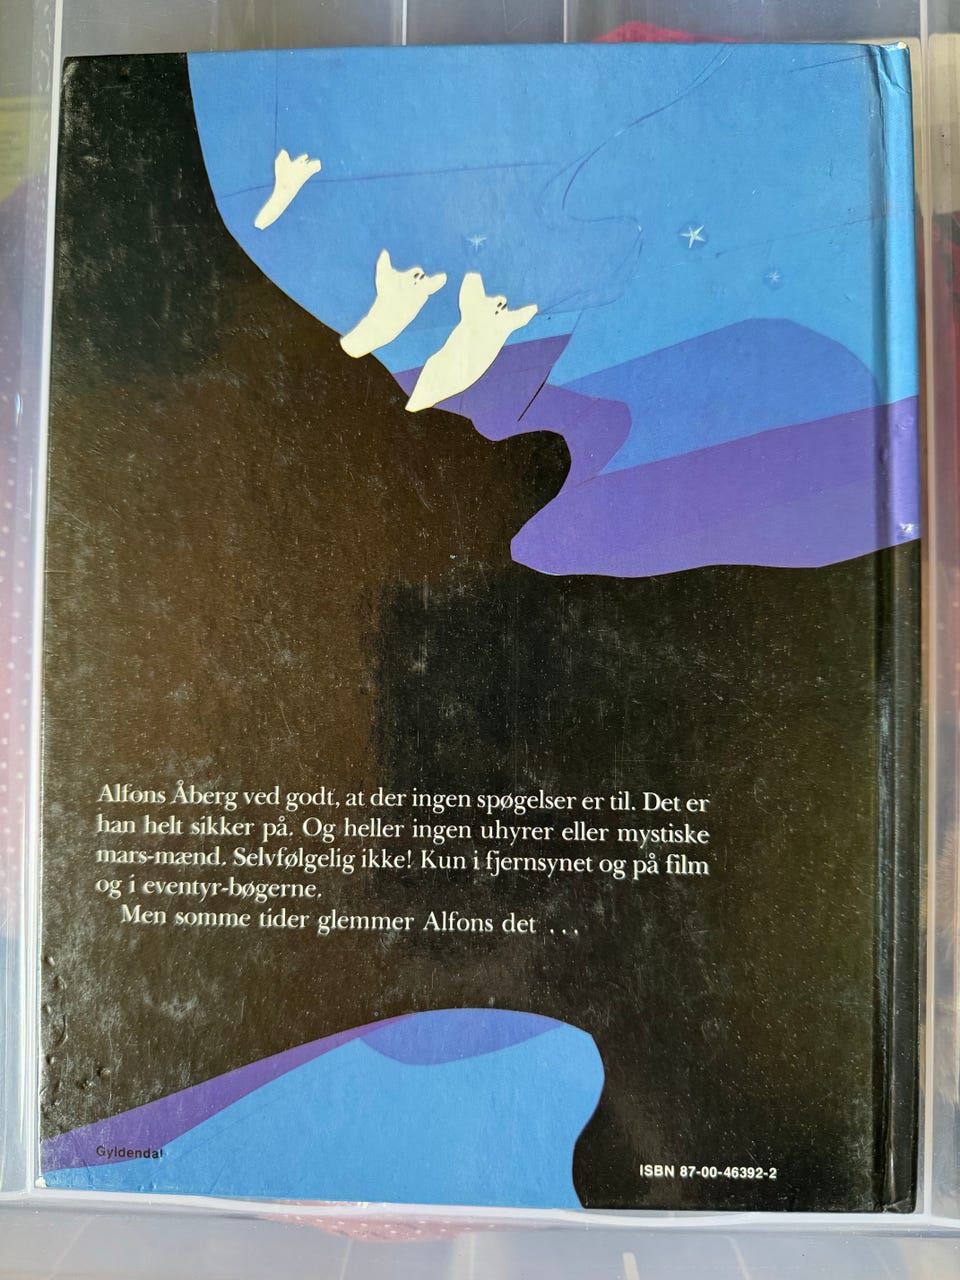 Alfons Åberg ved godt, at der ingen spøgelser er til. Det er
han helt sikker på. Og heller ingen uhyrer eller mystiske
mars-mænd. Selvfølgelig ikke! Kun i fjernsynet og på film
og i eventyr-bøgerne.
Men somme tider glemmer Alfons det ...
Gyldendal
ISBN 87-00-46392-2